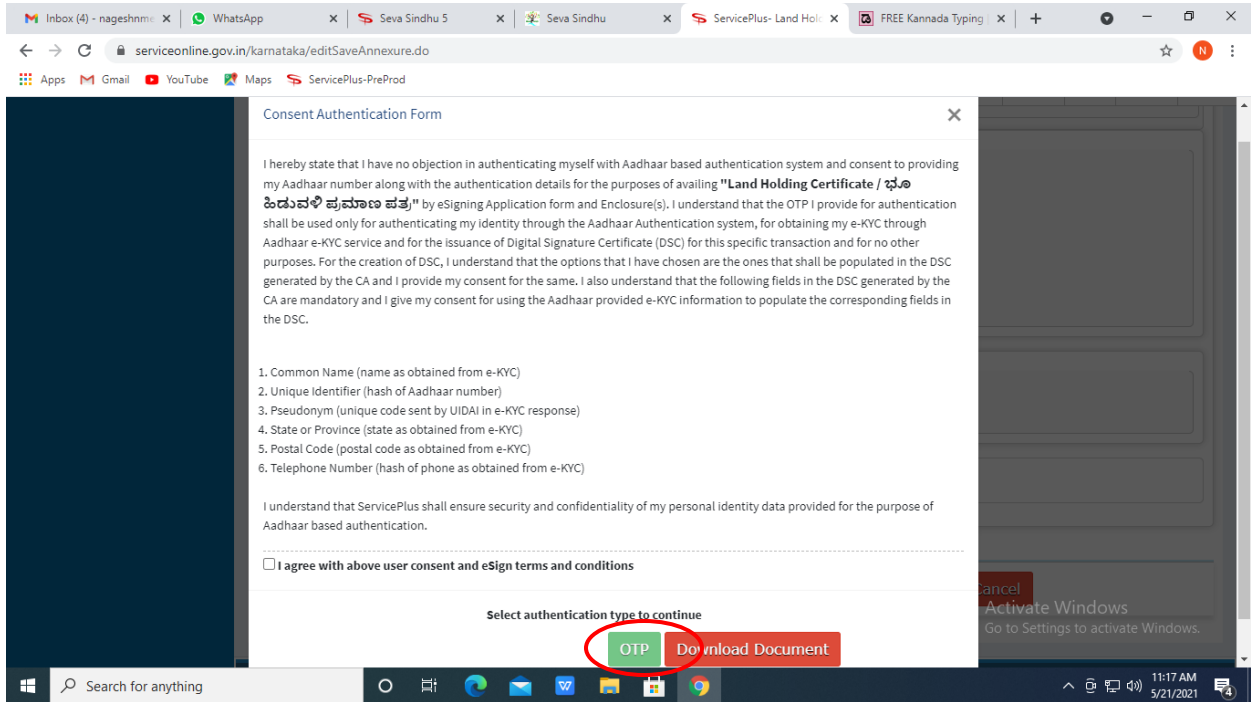 Inbox (4) - nageshnme
WhatsApp
Seva Sindhu 5
Seva Sindhu
ServicePlus- Land Hol
FREE Kannada Typing
serviceonline.gov.in/karnataka/editSaveAnnexure.do
N
Apps
Gmail
YouTube
Maps
ServicePlus-PreProd
Consent Authentication Form
I hereby state that I have no objection in authenticating myself with Aadhaar based authentication system and consent to providing
my Aadhaar number along with the authentication details for the purposes of availing "Land Holding Certificate / ಭೂ
ಹಿಡುವಳಿ ಪ್ರಮಾಣ ಪತ್ರ" by eSigning Application form and Enclosure(s). I understand that the OTP I provide for authentication
shall be used only for authenticating my identity through the Aadhaar Authentication system, for obtaining my e-KYC through
Aadhaar e-KYC service and for the issuance of Digital Signature Certificate (DSC) for this specific transaction and for no other
purposes. For the creation of DSC, I understand that the options that I have chosen are the ones that shall be populated in the DSC
generated by the CA and I provide my consent for the same. I also understand that the following fields in the DSC generated by the
CA are mandatory and I give my consent for using the Aadhaar provided e-KYC information to populate the corresponding fields in
the DSC.
1. Common Name (name as obtained from e-KYC)
2. Unique Identifier (hash of Aadhaar number)
3. Pseudonym (unique code sent by UIDAI in e-KYC response)
4. State or Province (state as obtained from e-KYC)
5. Postal Code (postal code as obtained from e-KYC)
6. Telephone Number (hash of phone as obtained from e-KYC)
I understand that ServicePlus shall ensure security and confidentiality of my personal identity data provided for the purpose of
Aadhaar based authentication.
I agree with above user consent and eSign terms and conditions
Cancel
Select authentication type to continue
Activate Windows
Go to Settings to activate Windows.
OTP
Download Document
Search for anything
11:17 AM
5/21/2021
4